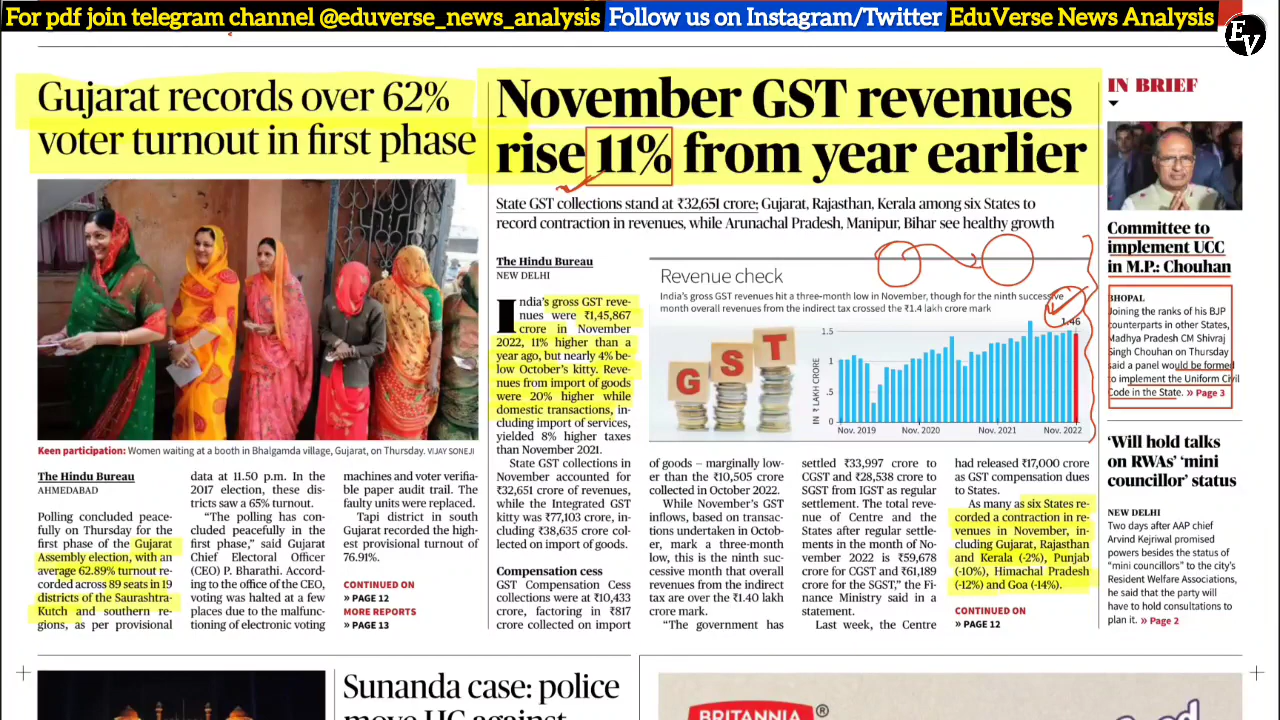 For pdf join telegram channel @eduverse_news_analysis Follow us on Instagram/Twitter EduVerse News Analysis
EV
Gujarat records over 62%
voter turnout in first phase
Keen participation: Women waiting at a booth in Bhalgamda village, Gujarat, on Thursday. VIJAY SONEJI
The Hindu Bureau
AHMEDABAD
Polling concluded peace-
fully on Thursday for the
first phase of the Gujarat
Assembly election, with an
average 62.89% turnout re-
corded across 89 seats in 19
districts of the Saurashtra-
Kutch and southern re-
gions, as per provisional
data at 11.50 p.m. In the
2017 election, these dis-
tricts saw a 65% turnout.
“The polling has con-
cluded peacefully in the
first phase,” said Gujarat
Chief Electoral Officer
(CEO) P. Bharathi. Accord-
ing to the office of the CEO,
voting was halted at a few
places due to the malfunc-
tioning of electronic voting
machines and voter verifia-
ble paper audit trail. The
faulty units were replaced.
Tapi district in south
Gujarat recorded the high-
est provisional turnout of
76.91%.
CONTINUED ON
» PAGE 12
MORE REPORTS
» PAGE 13
November GST revenues
rise 11% from year earlier
State GST collections stand at ₹32,651 crore; Gujarat, Rajasthan, Kerala among six States to
record contraction in revenues, while Arunachal Pradesh, Manipur, Bihar see healthy growth
The Hindu Bureau
NEW DELHI
India’s gross GST reve-
nues were ₹1,45,867
crore in November
2022, 11% higher than a
year ago, but nearly 4% be-
low October’s kitty. Reve-
nues from import of goods
were 20% higher while
domestic transactions, in-
cluding import of services,
yielded 8% higher taxes
than November 2021.
State GST collections in
November accounted for
₹32,651 crore of revenues,
while the Integrated GST
kitty was ₹77,103 crore, in-
cluding ₹38,635 crore col-
lected on import of goods.
Compensation cess
GST Compensation Cess
collections were at ₹10,433
crore, factoring in ₹817
crore collected on import
Revenue check
India’s gross GST revenues hit a three-month low in November, though for the ninth successive
month overall revenues from the indirect tax crossed the ₹1.4 lakh crore mark
G S T
IN ₹ LAKH CRORE
1.5
1
.5
0
1.46
Nov. 2019 Nov. 2020 Nov. 2021 Nov. 2022
of goods – marginally low-
er than the ₹10,505 crore
collected in October 2022.
While November’s GST
inflows, based on transac-
tions undertaken in Octob-
er, mark a three-month
low, this is the ninth suc-
cessive month that overall
revenues from the indirect
tax are over the ₹1.40 lakh
crore mark.
“The government has
settled ₹33,997 crore to
CGST and ₹28,538 crore to
SGST from IGST as regular
settlement. The total reve-
nue of Centre and the
States after regular settle-
ments in the month of No-
vember 2022 is ₹59,678
crore for CGST and ₹61,189
crore for the SGST,” the Fi-
nance Ministry said in a
statement.
Last week, the Centre
had released ₹17,000 crore
as GST compensation dues
to States.
As many as six States re-
corded a contraction in re-
venues in November, in-
cluding Gujarat, Rajasthan
and Kerala (-2%), Punjab
(-10%), Himachal Pradesh
(-12%) and Goa (-14%).
CONTINUED ON
» PAGE 12
IN BRIEF
Committee to
implement UCC
in M.P.: Chouhan
BHOPAL
Joining the ranks of his BJP
counterparts in other States,
Madhya Pradesh CM Shivraj
Singh Chouhan on Thursday
said a panel would be formed
to implement the Uniform Civil
Code in the State. » Page 3
‘Will hold talks
on RWAs’ ‘mini
councillor’ status
NEW DELHI
Two days after AAP chief
Arvind Kejriwal promised
powers besides the status of
“mini councillors” to the city’s
Resident Welfare Associations,
he said that the party will
have to hold consultations to
plan it. » Page 2
Sunanda case: police
move HC against
BRITANNIA ®